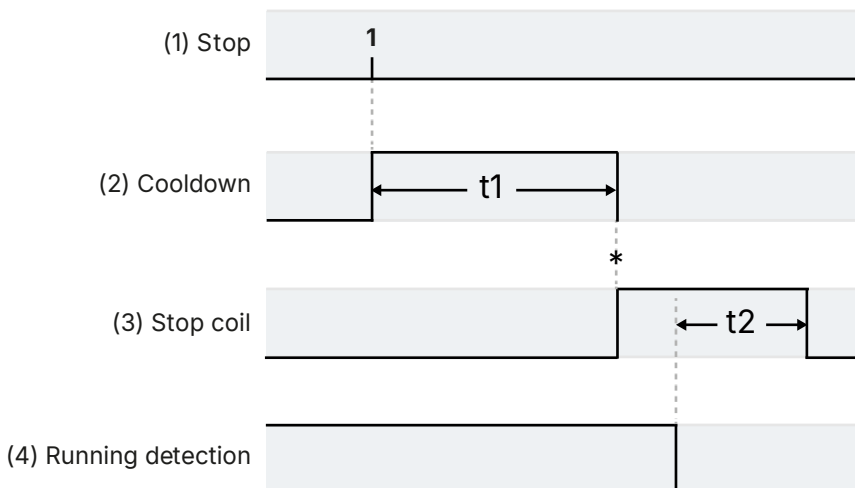 (1) Stop
1
(2) Cooldown
t1
*
(3) Stop coil
t2
(4) Running detection